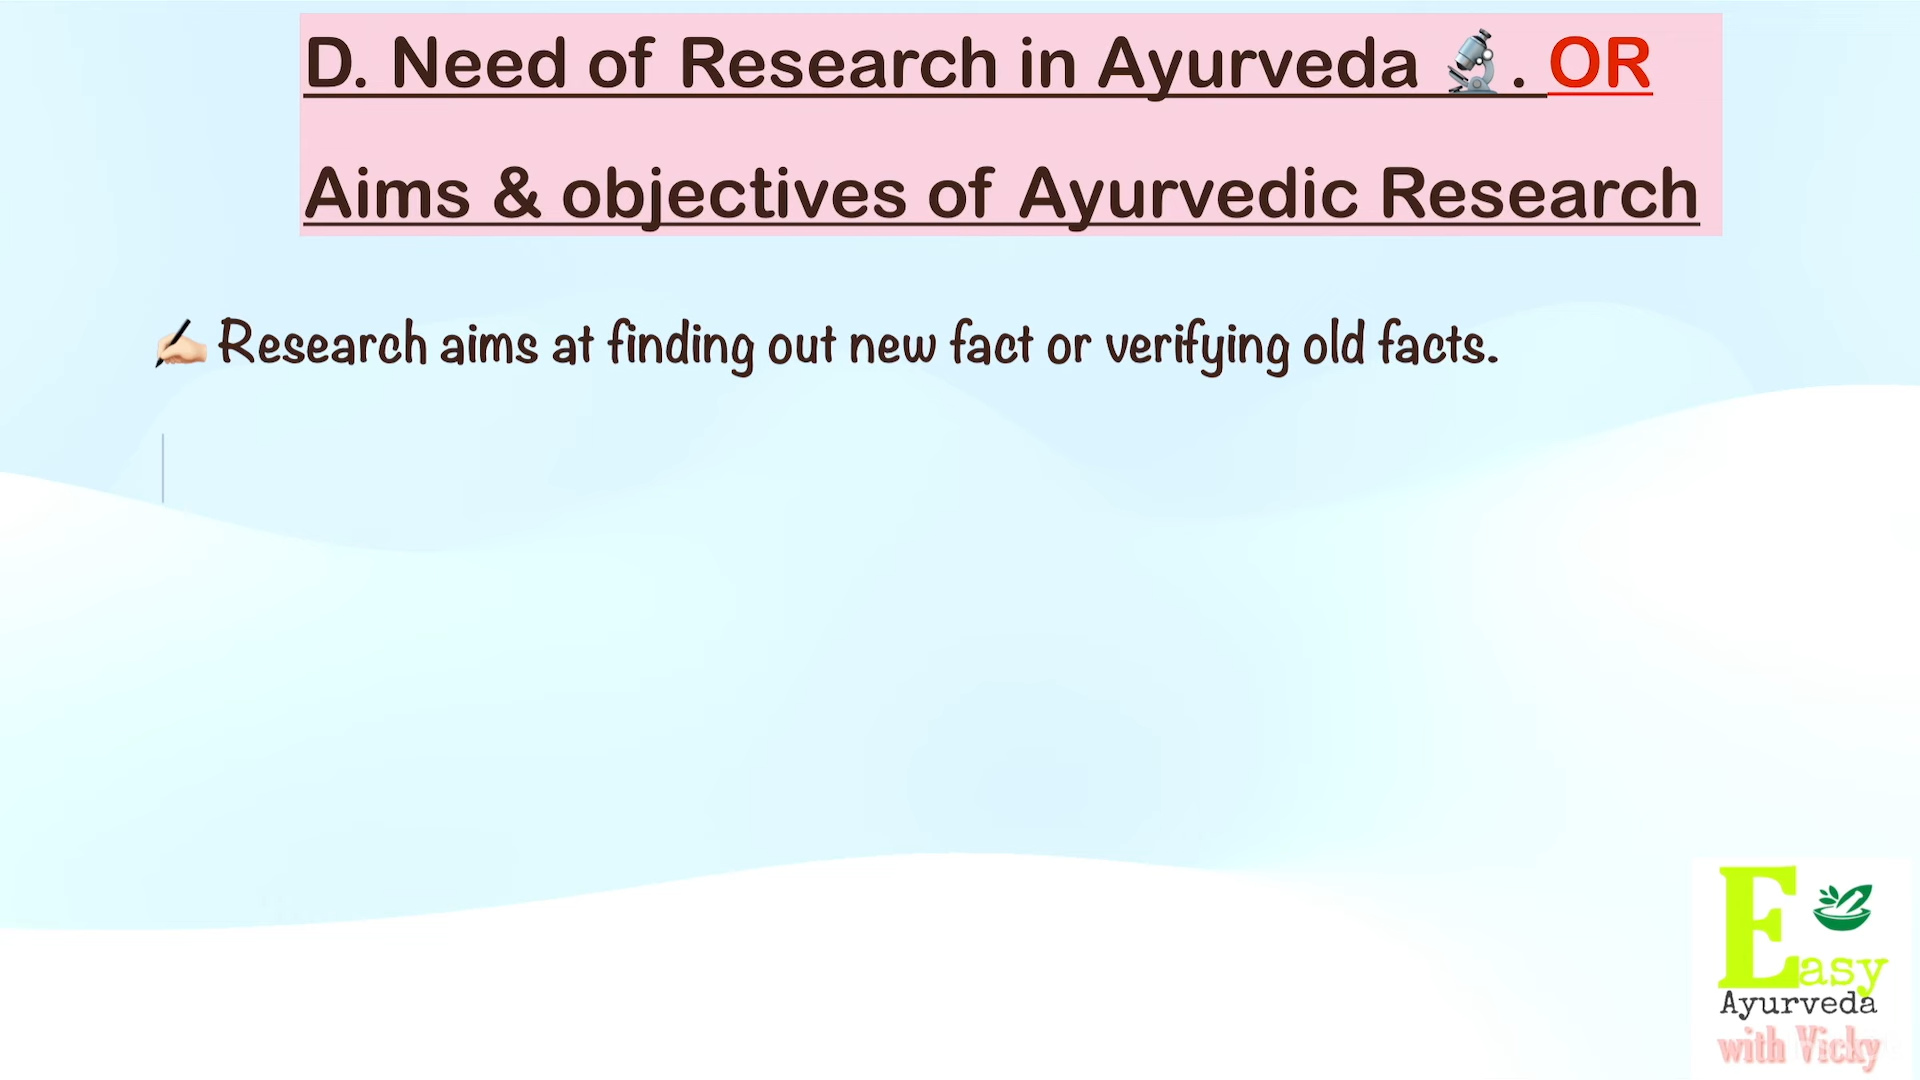 D. Need of Research in Ayurveda 🔬. OR
Aims & objectives of Ayurvedic Research
✍🏻 Research aims at finding out new fact or verifying old facts.
Easy
Ayurveda
with Vicky